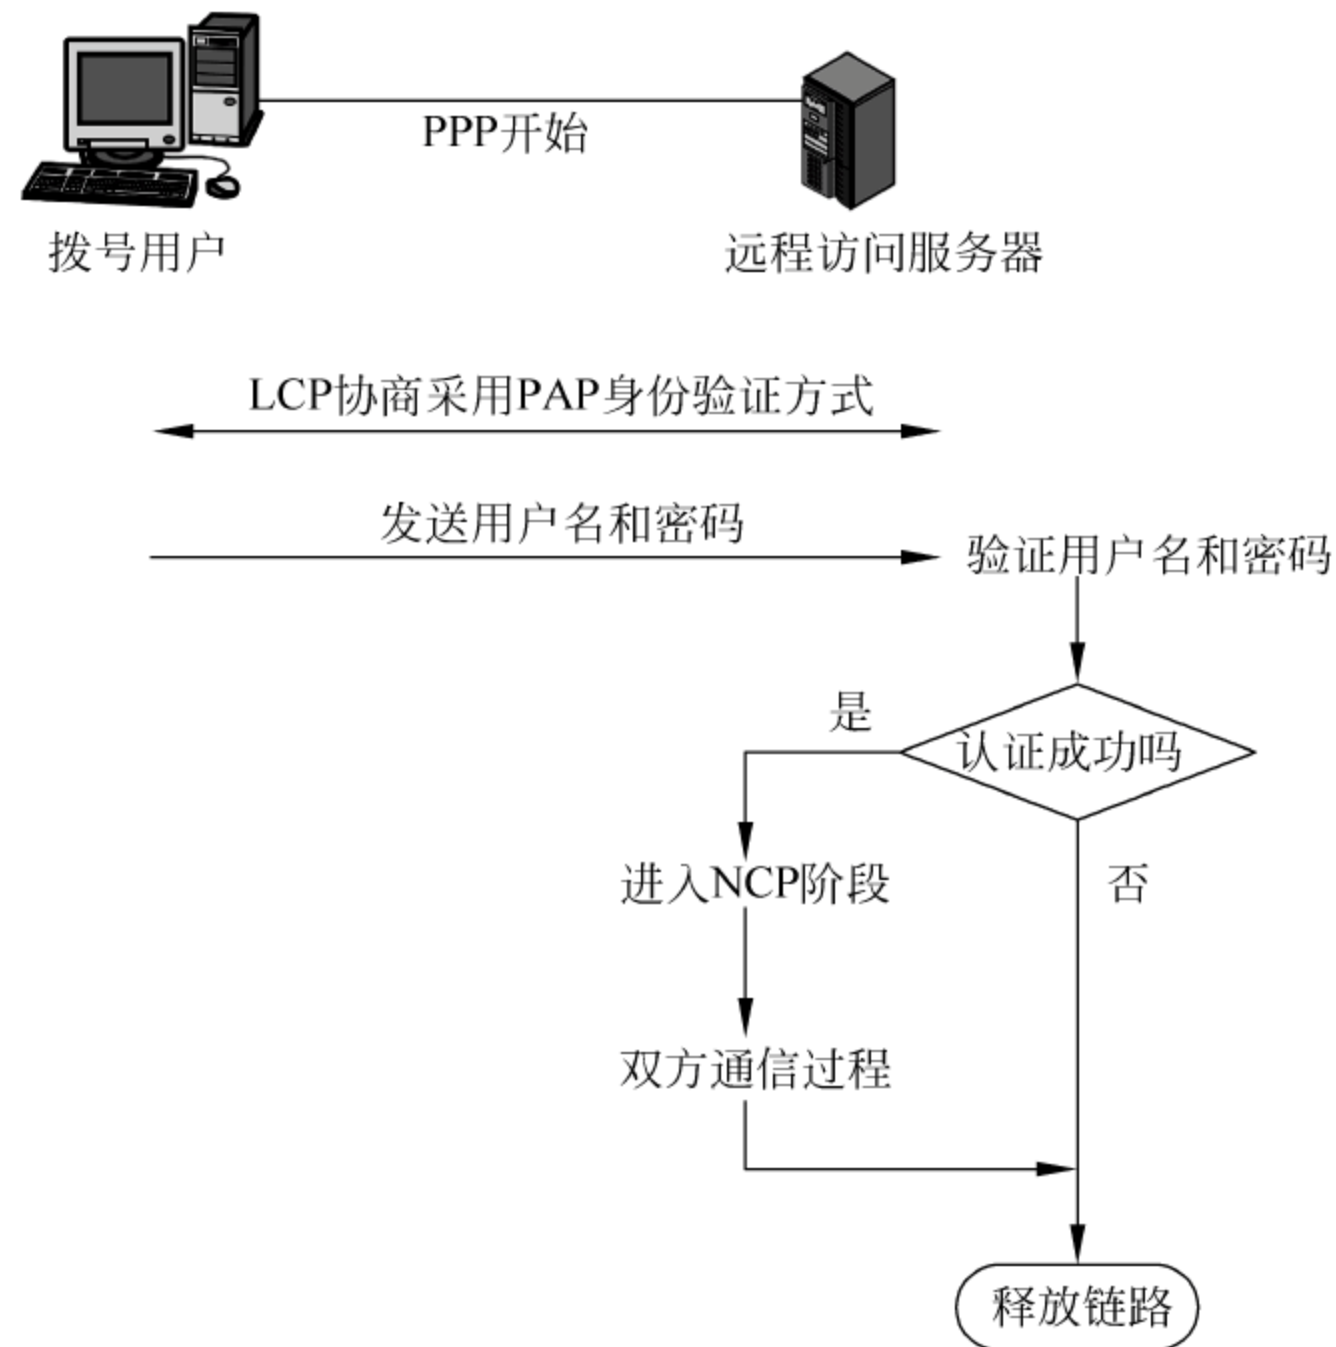 PPP开始
拨号用户
远程访问服务器
LCP协商采用PAP身份验证方式
发送用户名和密码
验证用户名和密码
是
认证成功吗
进入NCP阶段
否
双方通信过程
释放链路